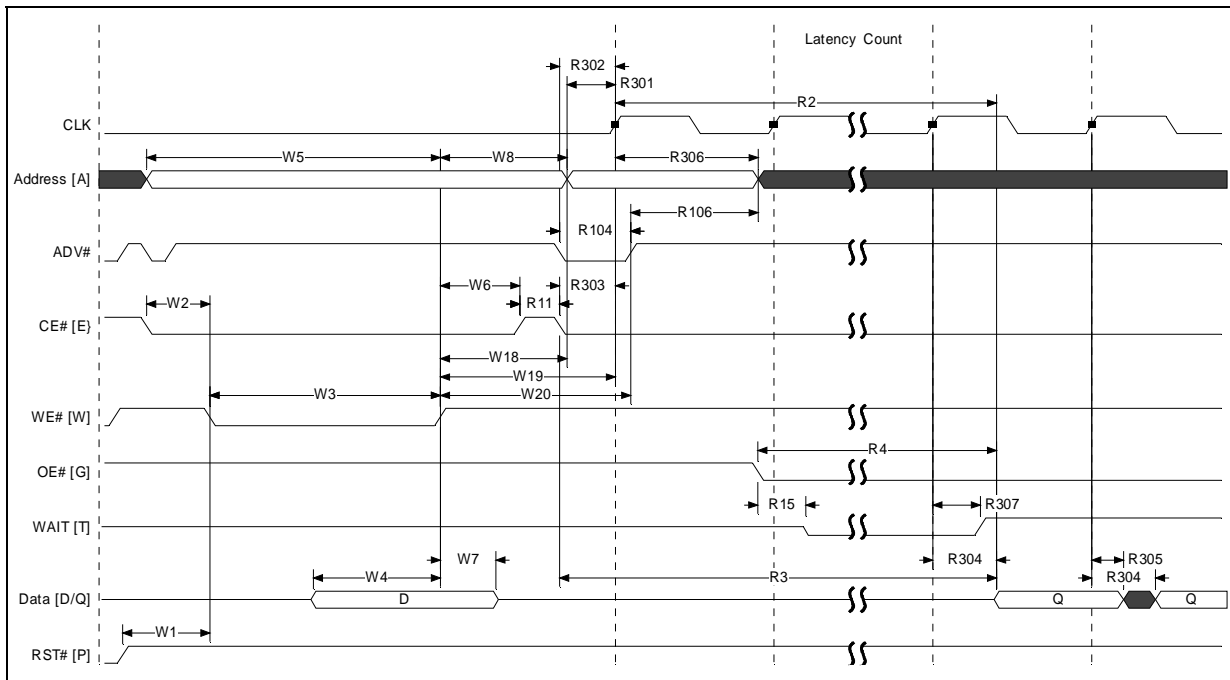 Latency Count
R302
R301
R2
CLK
W5
W8
R306
Address [A]
R106
R104
ADV#
W6
R303
W2
R11
CE# [E}
W18
W19
W3
W20
WE# [W]
R4
OE# [G]
R15
R307
WAIT [T]
W7
R304
R305
W4
R3
R304
Data [D/Q]
D
Q
Q
W1
RST# [P]